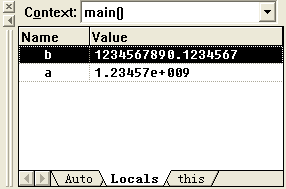 Context: main()
Name Value
b 1234567890.1234567
a 1.23457e+009
Auto Locals this